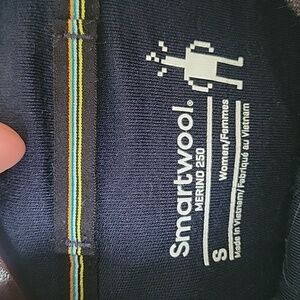 Smartwool®
MERINO 250
S
Women/Femmes
Made in Vietnam/Fabriqué au Vietnam